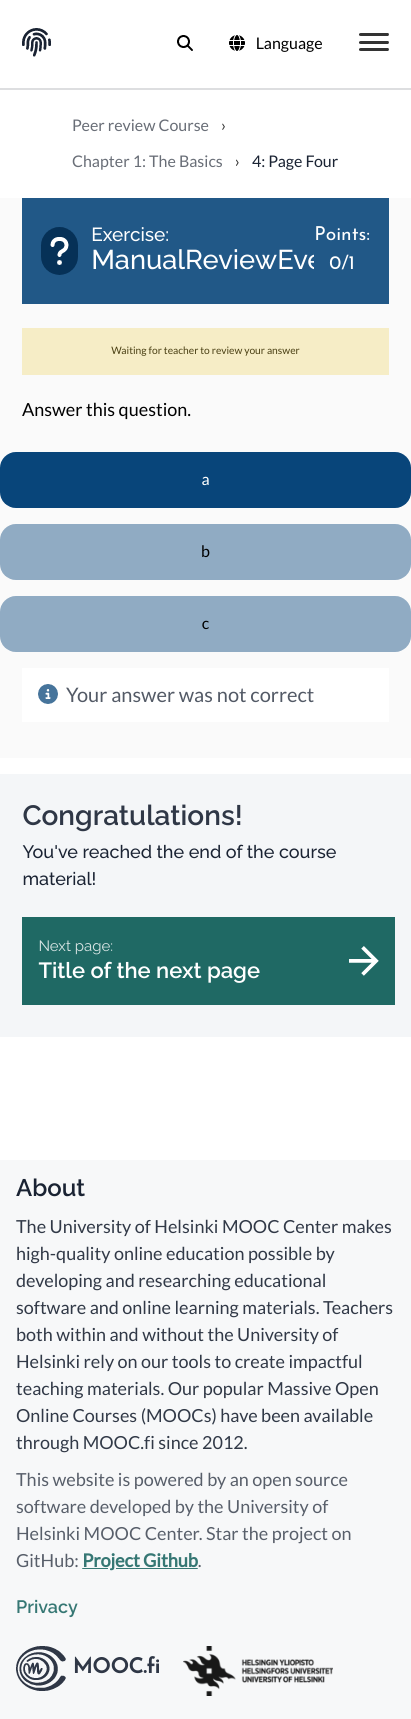 Language
Peer review Course ›
Chapter 1: The Basics › 4: Page Four
Exercise:
ManualReviewEve
Points:
0/1
Waiting for teacher to review your answer
Answer this question.
a
b
c
Your answer was not correct
Congratulations!
You've reached the end of the course
material!
Next page:
Title of the next page
About
The University of Helsinki MOOC Center makes
high-quality online education possible by
developing and researching educational
software and online learning materials. Teachers
both within and without the University of
Helsinki rely on our tools to create impactful
teaching materials. Our popular Massive Open
Online Courses (MOOCs) have been available
through MOOC.fi since 2012.
This website is powered by an open source
software developed by the University of
Helsinki MOOC Center. Star the project on
GitHub: Project Github.
Privacy
MOOC.fi
HELSINGIN YLIOPISTO
HELSINGFORS UNIVERSITET
UNIVERSITY OF HELSINKI